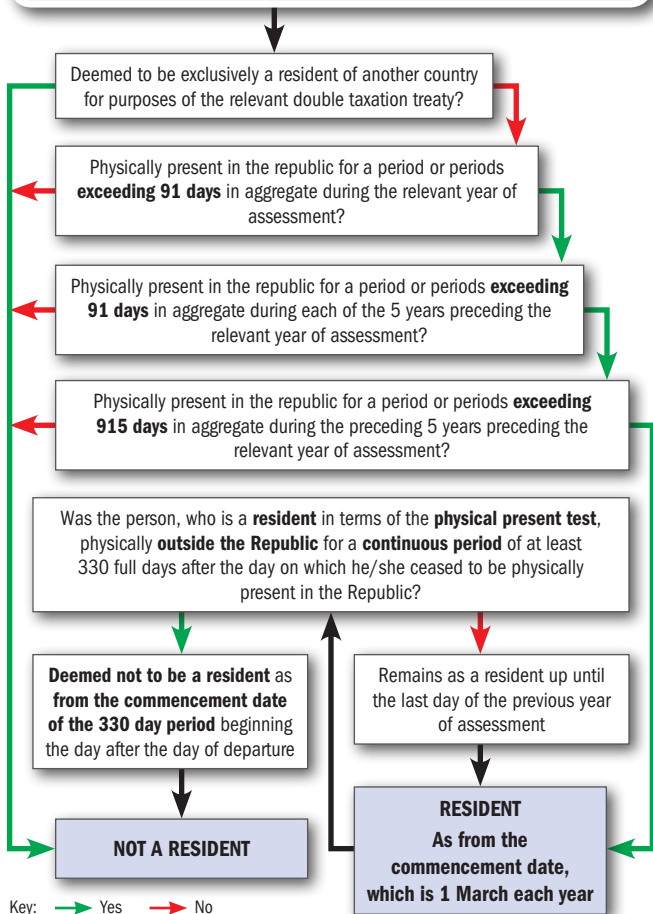 Deemed to be exclusively a resident of another country
for purposes of the relevant double taxation treaty?
Physically present in the republic for a period or periods
exceeding 91 days in aggregate during the relevant year of
assessment?
Physically present in the republic for a period or periods exceeding
91 days in aggregate during each of the 5 years preceding the
relevant year of assessment?
Physically present in the republic for a period or periods exceeding
915 days in aggregate during the preceding 5 years preceding the
relevant year of assessment?
Was the person, who is a resident in terms of the physical present test,
physically outside the Republic for a continuous period of at least
330 full days after the day on which he/she ceased to be physically
present in the Republic?
Deemed not to be a resident as
from the commencement date
of the 330 day period beginning
the day after the day of departure
Remains as a resident up until
the last day of the previous year
of assessment
NOT A RESIDENT
RESIDENT
As from the
commencement date,
which is 1 March each year
Key: Yes No